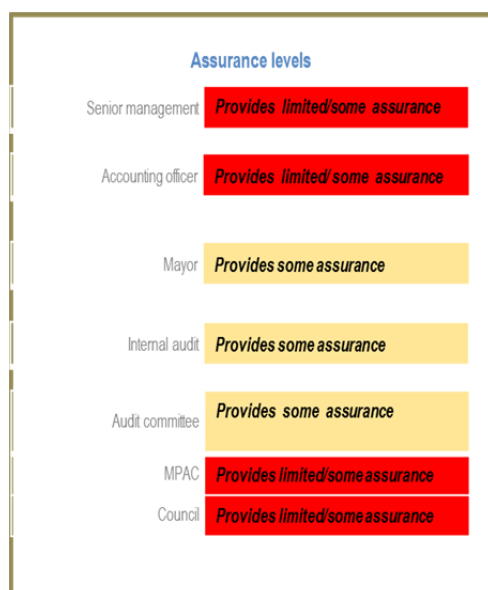 Assurance levels
Senior management Provides limited/some assurance
Accounting officer Provides limited/ some assurance
Mayor Provides some assurance
Internal audit Provides some assurance
Audit committee Provides some assurance
MPAC Provides limited/some assurance
Council Provides limited/some assurance